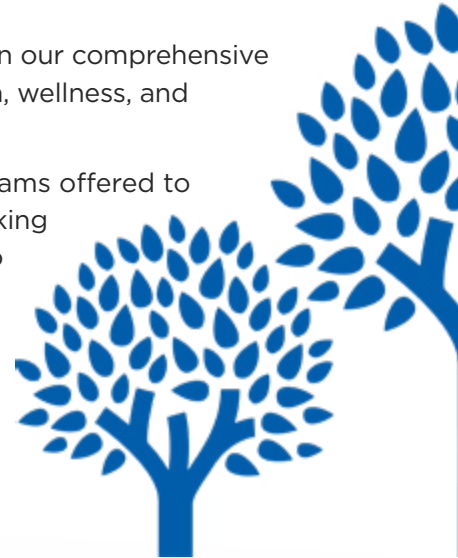 n our comprehensive
, wellness, and
ams offered to
king